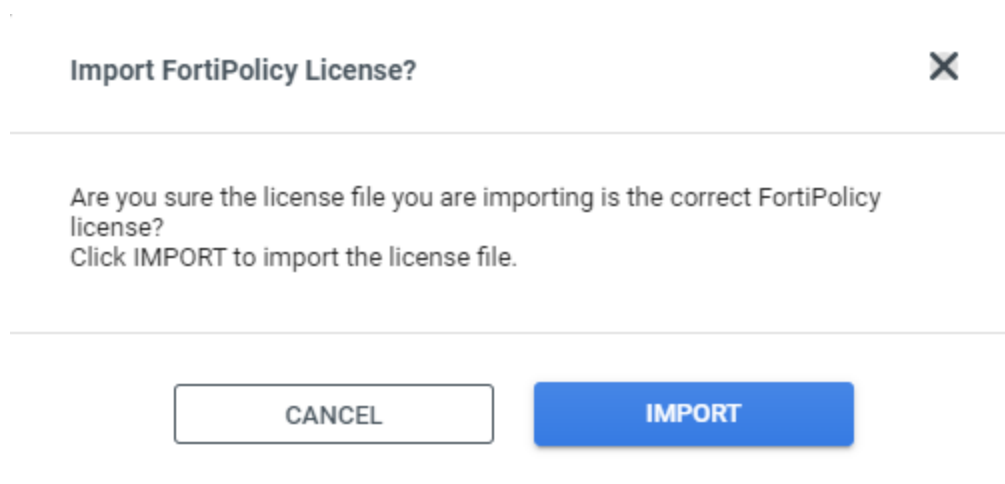 Import FortiPolicy License?
Are you sure the license file you are importing is the correct FortiPolicy
license?
Click IMPORT to import the license file.
CANCEL
IMPORT